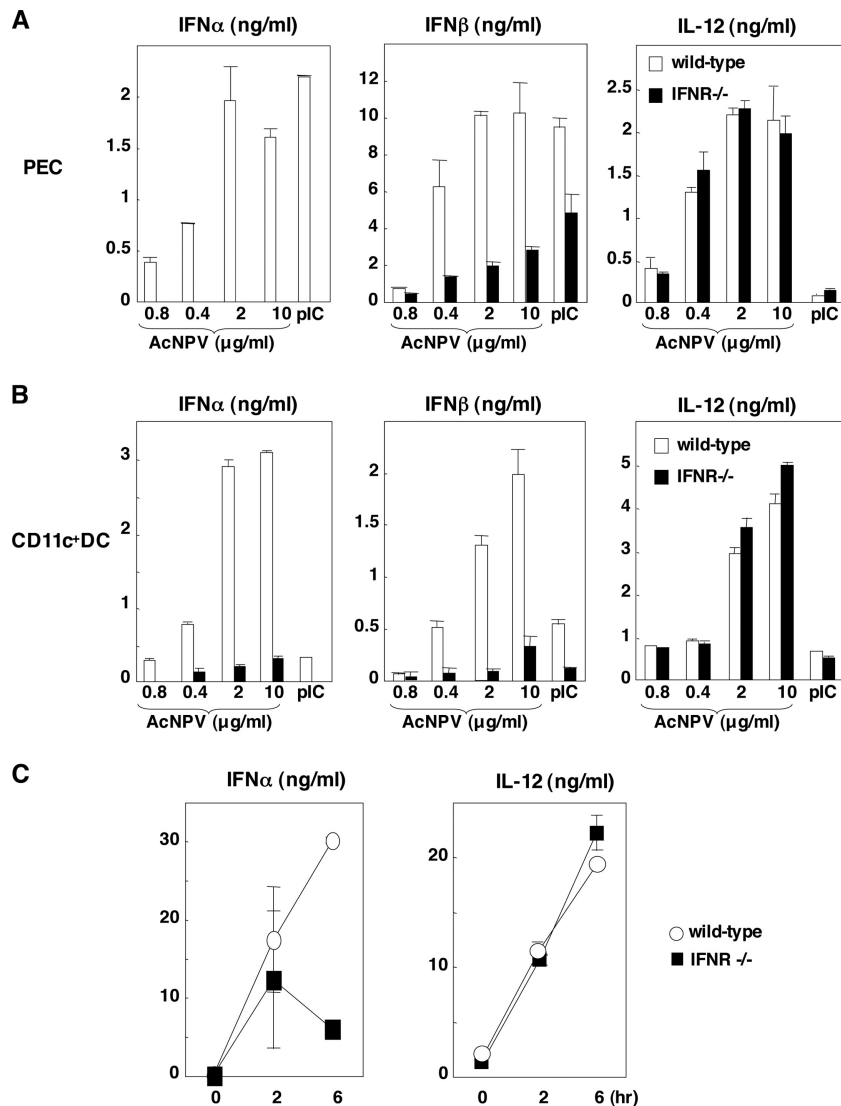 A
IFNα (ng/ml)
IFNβ (ng/ml)
IL-12 (ng/ml)
PEC
2
1.5
1
0.5
0
0.8 0.4 2 10 pIC
AcNPV (µg/ml)
12
10
8
6
4
2
0
0.8 0.4 2 10 pIC
AcNPV (µg/ml)
wild-type
IFNR-/-
2.5
2
1.5
1
0.5
0
0.8 0.4 2 10 pIC
AcNPV (µg/ml)
B
IFNα (ng/ml)
IFNβ (ng/ml)
IL-12 (ng/ml)
CD11c+DC
3
2
1
0
0.8 0.4 2 10 pIC
AcNPV (µg/ml)
2
1.5
1
0.5
0
0.8 0.4 2 10 pIC
AcNPV (µg/ml)
wild-type
IFNR-/-
5
4
3
2
1
0
0.8 0.4 2 10 pIC
AcNPV (µg/ml)
C
IFNα (ng/ml)
IL-12 (ng/ml)
30
20
10
0
0 2 6
20
10
0
0 2 6 (hr)
wild-type
IFNR -/-